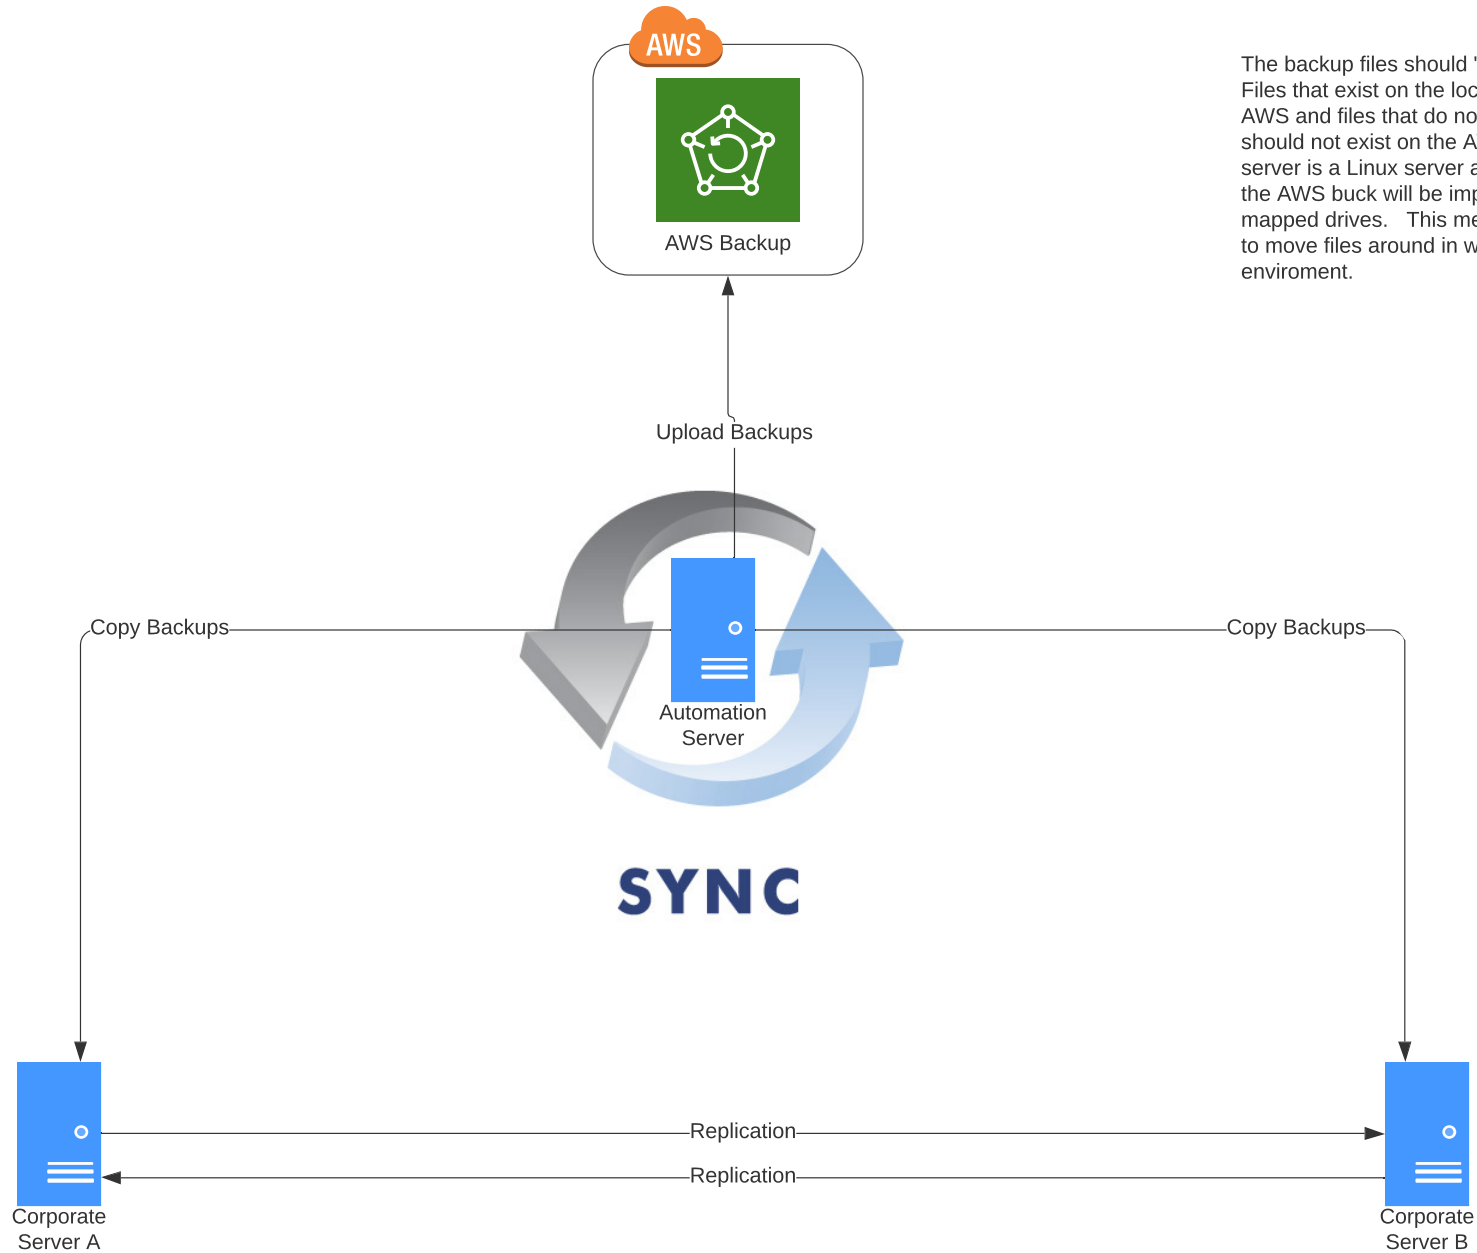 AWS
AWS Backup
The backup files should "
Files that exist on the loc
AWS and files that do no
should not exist on the A
server is a Linux server a
the AWS buck will be imp
mapped drives.   This me
to move files around in w
enviroment.
Upload Backups
Copy Backups
Copy Backups
Automation
Server
SYNC
Replication
Replication
Corporate
Server A
Corporate
Server B